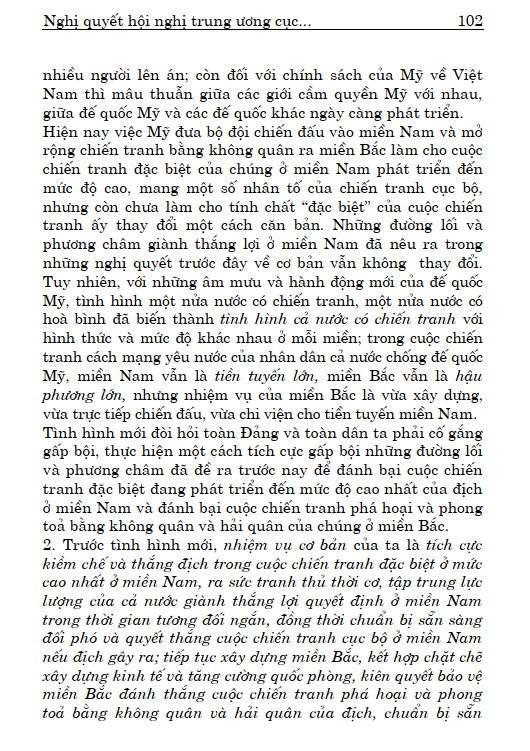 Nghị quyết hội nghị trung ương cục... 102
nhiều người lên án; còn đối với chính sách của Mỹ về Việt
Nam thì mâu thuẫn giữa các giới cầm quyền Mỹ với nhau,
giữa đế quốc Mỹ và các đế quốc khác ngày càng phát triển.
Hiện nay việc Mỹ đưa bộ đội chiến đấu vào miền Nam và mở
rộng chiến tranh bằng không quân ra miền Bắc làm cho cuộc
chiến tranh đặc biệt của chúng ở miền Nam phát triển đến
mức độ cao, mang một số nhân tố của chiến tranh cục bộ,
nhưng còn chưa làm cho tính chất “đặc biệt” của cuộc chiến
tranh ấy thay đổi một cách căn bản. Những đường lối và
phương châm giành thắng lợi ở miền Nam đã nêu ra trong
những nghị quyết trước đây về cơ bản vẫn không thay đổi.
Tuy nhiên, với những âm mưu và hành động mới của đế quốc
Mỹ, tình hình một nửa nước có chiến tranh, một nửa nước có
hoà bình đã biến thành tình hình cả nước có chiến tranh với
hình thức và mức độ khác nhau ở mỗi miền; trong cuộc chiến
tranh cách mạng yêu nước của nhân dân cả nước chống đế quốc
Mỹ, miền Nam vẫn là tiền tuyến lớn, miền Bắc vẫn là hậu
phương lớn, nhưng nhiệm vụ của miền Bắc là vừa xây dựng,
vừa trực tiếp chiến đấu, vừa chi viện cho tiền tuyến miền Nam.
Tình hình mới đòi hỏi toàn Đảng và toàn dân ta phải cố gắng
gấp bội, thực hiện một cách tích cực gấp bội những đường lối
và phương châm đã đề ra trước nay để đánh bại cuộc chiến
tranh đặc biệt đang phát triển đến mức độ cao nhất của địch
ở miền Nam và đánh bại cuộc chiến tranh phá hoại và phong
toả bằng không quân và hải quân của chúng ở miền Bắc.
2. Trước tình hình mới, nhiệm vụ cơ bản của ta là tích cực
kiềm chế và thắng địch trong cuộc chiến tranh đặc biệt ở mức
cao nhất ở miền Nam, ra sức tranh thủ thời cơ, tập trung lực
lượng của cả nước giành thắng lợi quyết định ở miền Nam
trong thời gian tương đối ngắn, đồng thời chuẩn bị sẵn sàng
đối phó và quyết thắng cuộc chiến tranh cục bộ ở miền Nam
nếu địch gây ra; tiếp tục xây dựng miền Bắc, kết hợp chặt chẽ
xây dựng kinh tế và tăng cường quốc phòng, kiên quyết bảo vệ
miền Bắc đánh thắng cuộc chiến tranh phá hoại và phong
toả bằng không quân và hải quân của địch, chuẩn bị sẵn